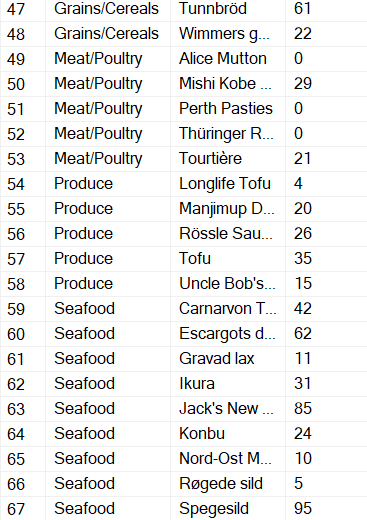 47 Grains/Cereals Tunnbröd 61
48 Grains/Cereals Wimmers g... 22
49 Meat/Poultry Alice Mutton 0
50 Meat/Poultry Mishi Kobe ... 29
51 Meat/Poultry Perth Pasties 0
52 Meat/Poultry Thüringer R... 0
53 Meat/Poultry Tourtière 21
54 Produce Longlife Tofu 4
55 Produce Manjimup D... 20
56 Produce Rössle Sau... 26
57 Produce Tofu 35
58 Produce Uncle Bob's... 15
59 Seafood Carnarvon T... 42
60 Seafood Escargots d... 62
61 Seafood Gravad lax 11
62 Seafood Ikura 31
63 Seafood Jack's New ... 85
64 Seafood Konbu 24
65 Seafood Nord-Ost M... 10
66 Seafood Røgede sild 5
67 Seafood Spegesild 95